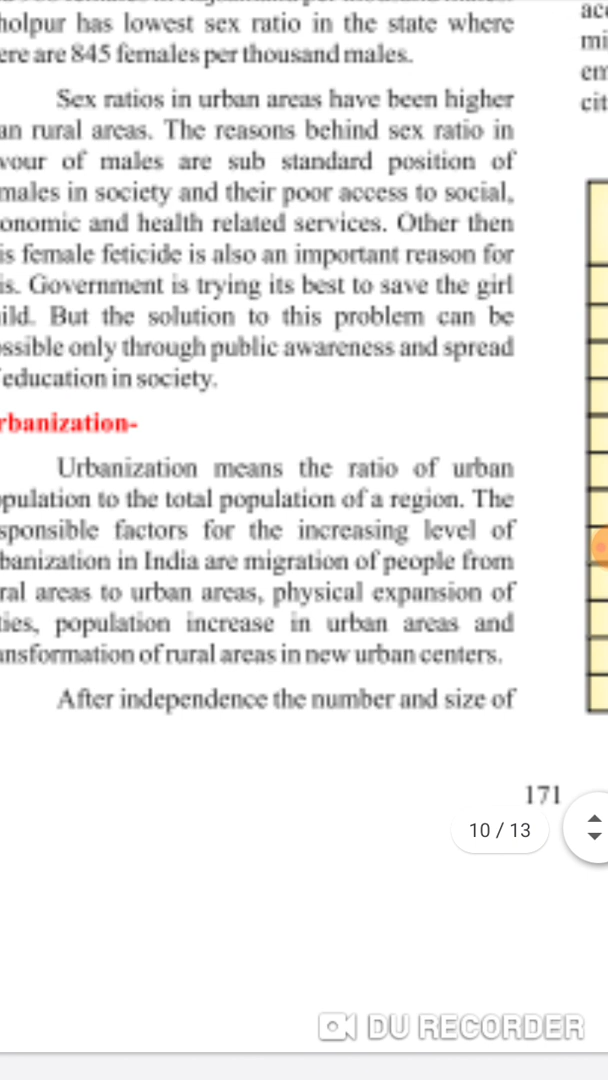 holpur has lowest sex ratio in the state where
ere are 845 females per thousand males.
Sex ratios in urban areas have been higher
an rural areas. The reasons behind sex ratio in
vour of males are sub standard position of
males in society and their poor access to social,
onomic and health related services. Other then
is female feticide is also an important reason for
is. Government is trying its best to save the girl
ild. But the solution to this problem can be
ossible only through public awareness and spread
education in society.
rbanization-
Urbanization means the ratio of urban
opulation to the total population of a region. The
sponsible factors for the increasing level of
banization in India are migration of people from
ral areas to urban areas, physical expansion of
ties, population increase in urban areas and
ansformation of rural areas in new urban centers.
After independence the number and size of
acc
mi
em
cit
171
10 / 13
DU RECORDER